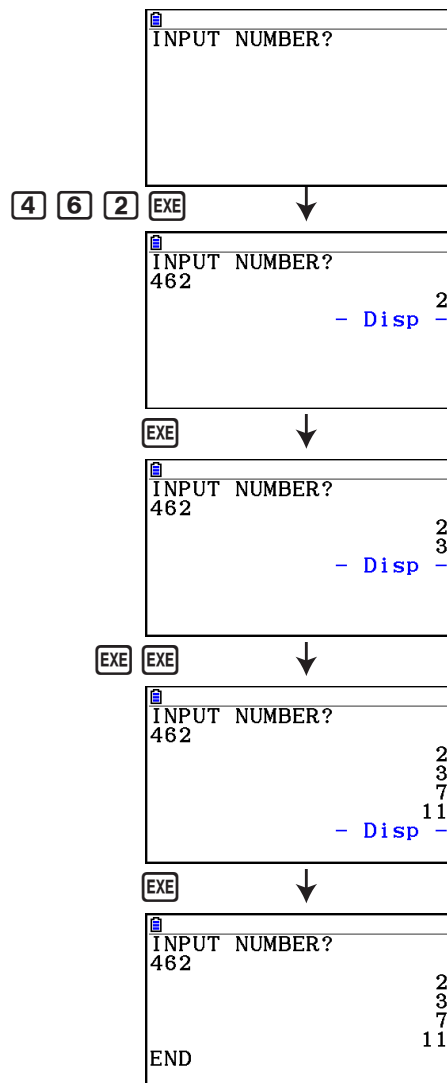 INPUT NUMBER?
4 6 2 EXE
INPUT NUMBER?
462
2
- Disp -
EXE
INPUT NUMBER?
462
2
3
- Disp -
EXE EXE
INPUT NUMBER?
462
2
3
7
11
- Disp -
EXE
INPUT NUMBER?
462
2
3
7
11
END